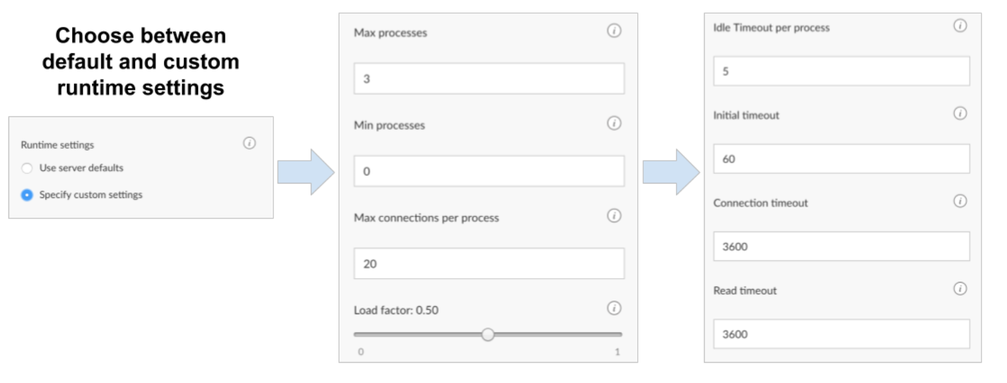 Choose between
default and custom
runtime settings
Runtime settings
Use server defaults
Specify custom settings
Max processes
3
Min processes
0
Max connections per process
20
Load factor: 0.50
0 1
Idle Timeout per process
5
Initial timeout
60
Connection timeout
3600
Read timeout
3600